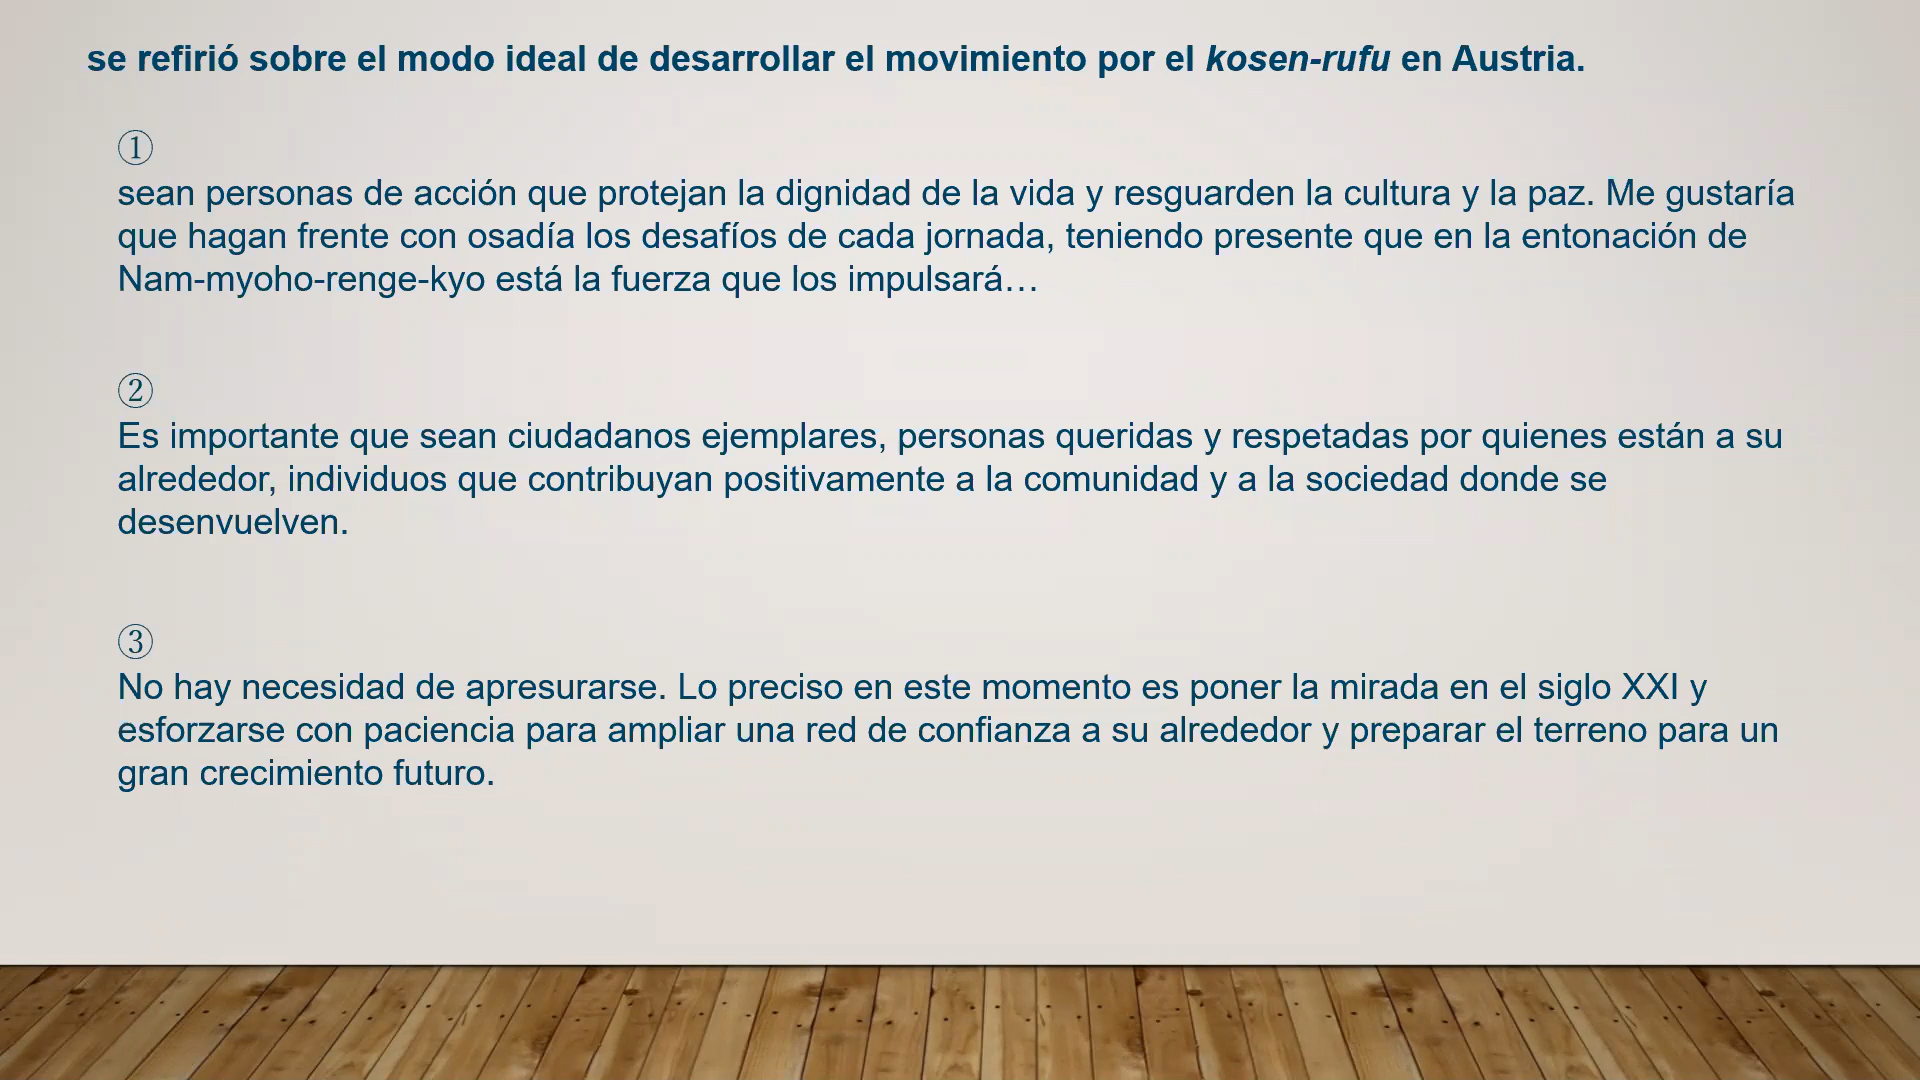 se refirió sobre el modo ideal de desarrollar el movimiento por el kosen-rufu en Austria.
①
sean personas de acción que protejan la dignidad de la vida y resguarden la cultura y la paz. Me gustaría
que hagan frente con osadía los desafíos de cada jornada, teniendo presente que en la entonación de
Nam-myoho-renge-kyo está la fuerza que los impulsará…
②
Es importante que sean ciudadanos ejemplares, personas queridas y respetadas por quienes están a su
alrededor, individuos que contribuyan positivamente a la comunidad y a la sociedad donde se
desenvuelven.
③
No hay necesidad de apresurarse. Lo preciso en este momento es poner la mirada en el siglo XXI y
esforzarse con paciencia para ampliar una red de confianza a su alrededor y preparar el terreno para un
gran crecimiento futuro.